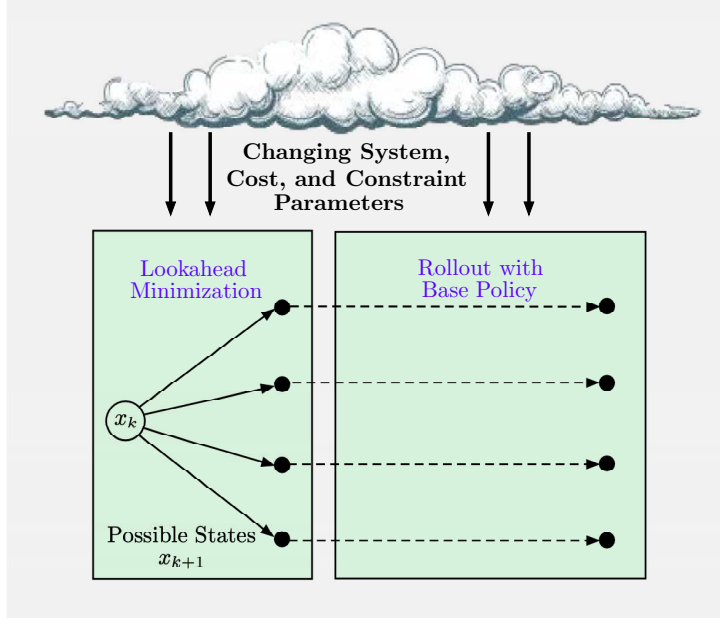 Changing System,
Cost, and Constraint
Parameters
Lookahead
Minimization
Rollout with
Base Policy
x_k
Possible States
x_{k+1}